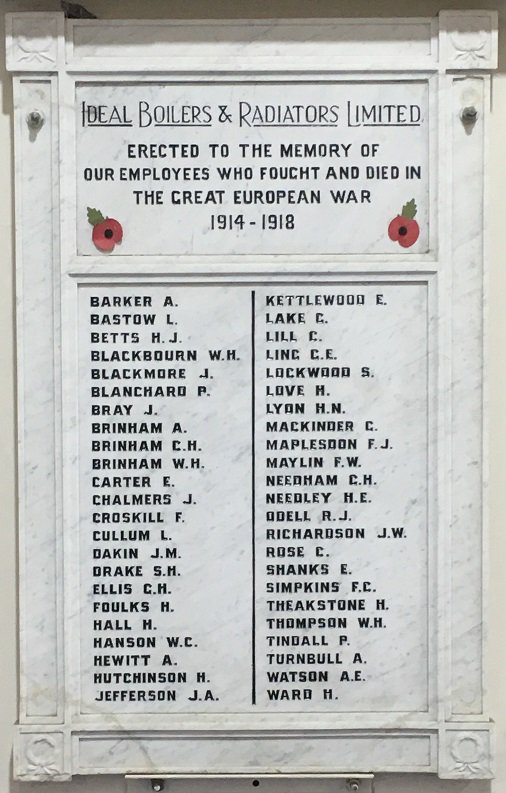 IDEAL BOILERS & RADIATORS LIMITED.
ERECTED TO THE MEMORY OF
OUR EMPLOYEES WHO FOUGHT AND DIED IN
THE GREAT EUROPEAN WAR
1914 - 1918
BARKER A.
BASTOW L.
BETTS H.J.
BLACKBOURN W.H.
BLACKMORE J.
BLANCHARD P.
BRAY J.
BRINHAM A.
BRINHAM C.H.
BRINHAM W.H.
CARTER E.
CHALMERS J.
CROSKILL F.
CULLUM L.
DAKIN J.M.
DRAKE S.H.
ELLIS C.H.
FOULKS H.
HALL H.
HANSON W.C.
HEWITT A.
HUTCHINSON H.
JEFFERSON J.A.
KETTLEWOOD E.
LAKE G.
LILL C.
LING G.E.
LOCKWOOD S.
LOVE H.
LYON H.N.
MACKINDER G.
MAPLESDON F.J.
MAYLIN F.W.
NEEDHAM G.H.
NEEDLEY H.E.
ODELL R.J.
RICHARDSON J.W.
ROSE C.
SHANKS E.
SIMPKINS F.C.
THEAKSTONE H.
THOMPSON W.H.
TINDALL P.
TURNBULL A.
WATSON A.E.
WARD H.